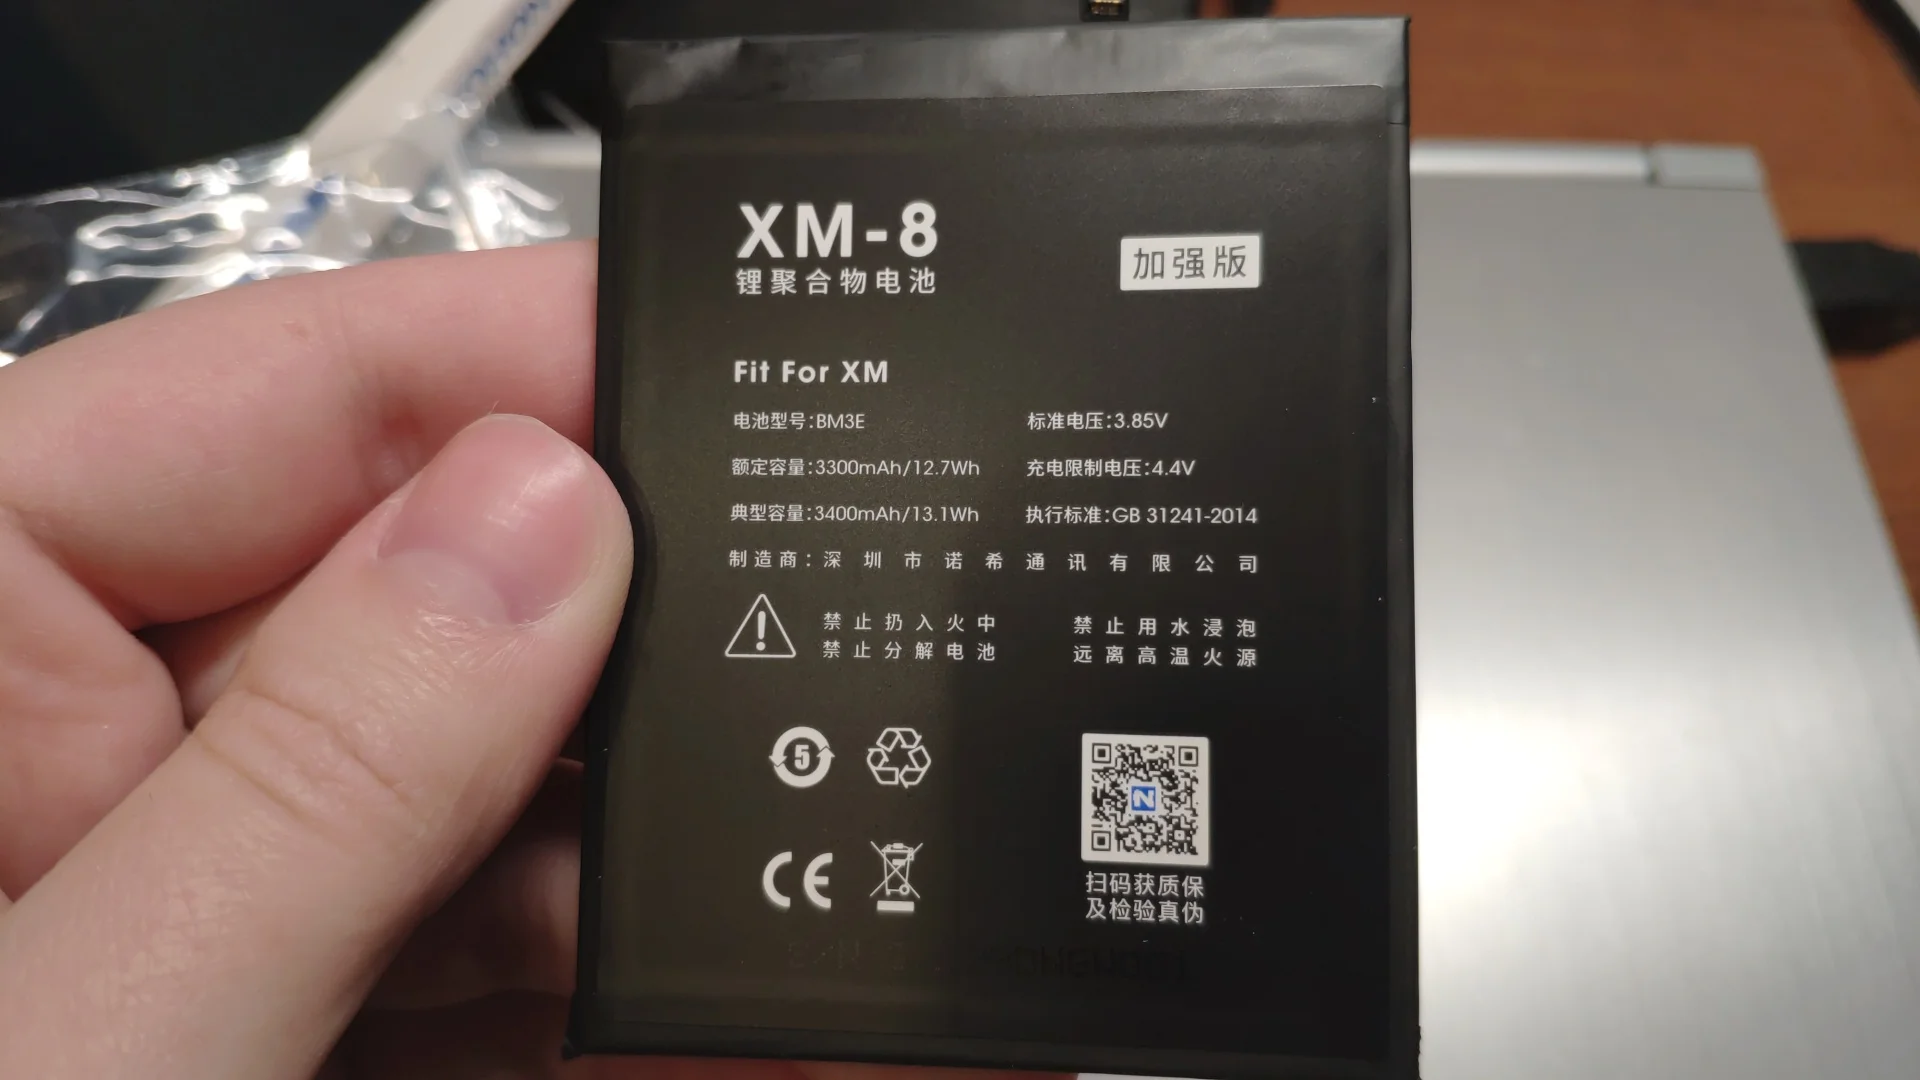 XM-8
锂聚合物电池
加强版
Fit For XM
电池型号:BM3E
标准电压:3.85V
额定容量:3300mAh/12.7Wh
充电限制电压:4.4V
典型容量:3400mAh/13.1Wh
执行标准:GB 31241-2014
制造商:深圳市诺希通讯有限公司
禁止扔入火中
禁止用水浸泡
禁止分解电池
远离高温火源
5
CE
N
扫码获质保
及检验真伪